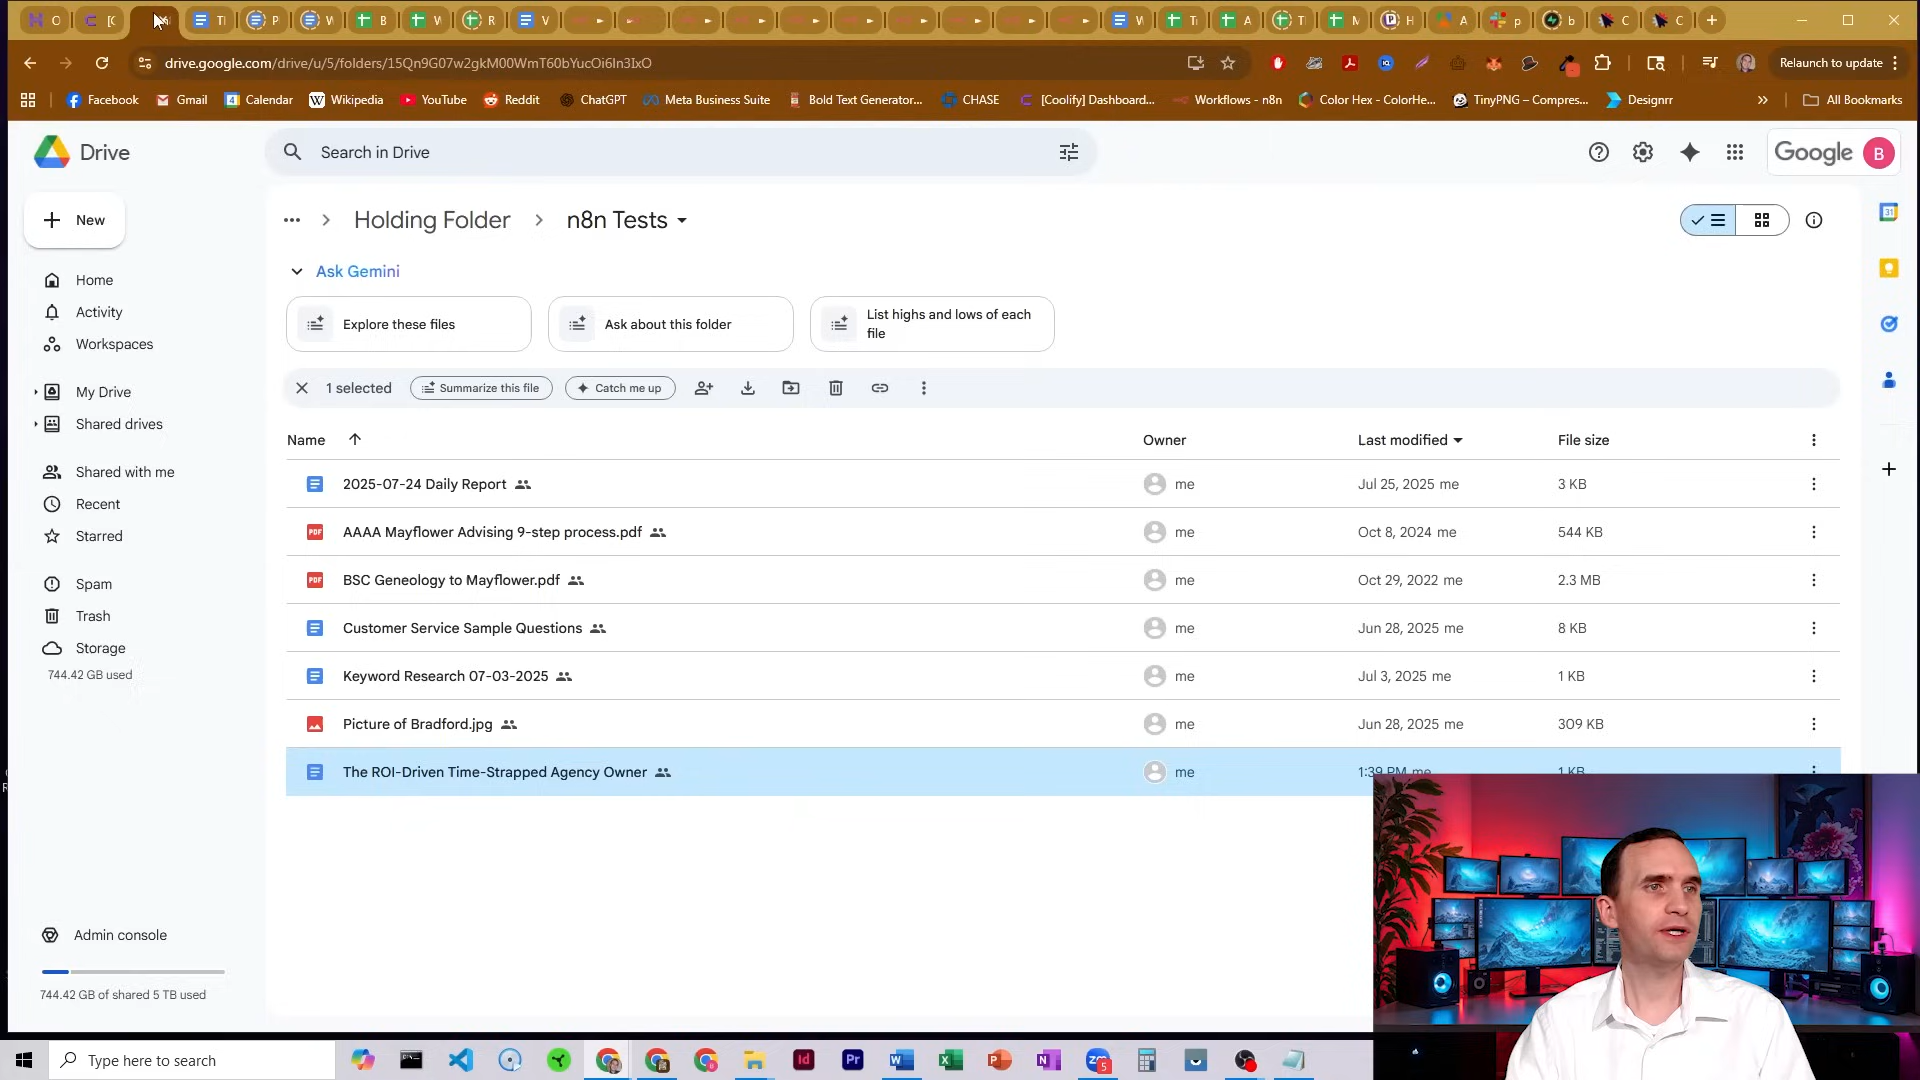 drive.google.com/drive/u/5/folders/15Qn9G07w2gkM00WmT60bYucOi6In3IxO
Relaunch to update
Facebook Gmail Calendar Wikipedia YouTube Reddit ChatGPT Meta Business Suite Bold Text Generator... CHASE [Coolify] Dashboard... Workflows - n8n Color Hex - ColorHe... TinyPNG – Compres... Designrr » All Bookmarks
Drive
Search in Drive
Google B
New
Holding Folder > n8n Tests
Ask Gemini
Explore these files
Ask about this folder
List highs and lows of each
file
1 selected Summarize this file Catch me up
Name Owner Last modified File size
2025-07-24 Daily Report me Jul 25, 2025 me 3 KB
AAAA Mayflower Advising 9-step process.pdf me Oct 8, 2024 me 544 KB
BSC Geneology to Mayflower.pdf me Oct 29, 2022 me 2.3 MB
Customer Service Sample Questions me Jun 28, 2025 me 8 KB
Keyword Research 07-03-2025 me Jul 3, 2025 me 1 KB
Picture of Bradford.jpg me Jun 28, 2025 me 309 KB
The ROI-Driven Time-Strapped Agency Owner me 1:39 PM me 1 KB
Home
Activity
Workspaces
My Drive
Shared drives
Shared with me
Recent
Starred
Spam
Trash
Storage
744.42 GB used
Admin console
744.42 GB of shared 5 TB used
Type here to search